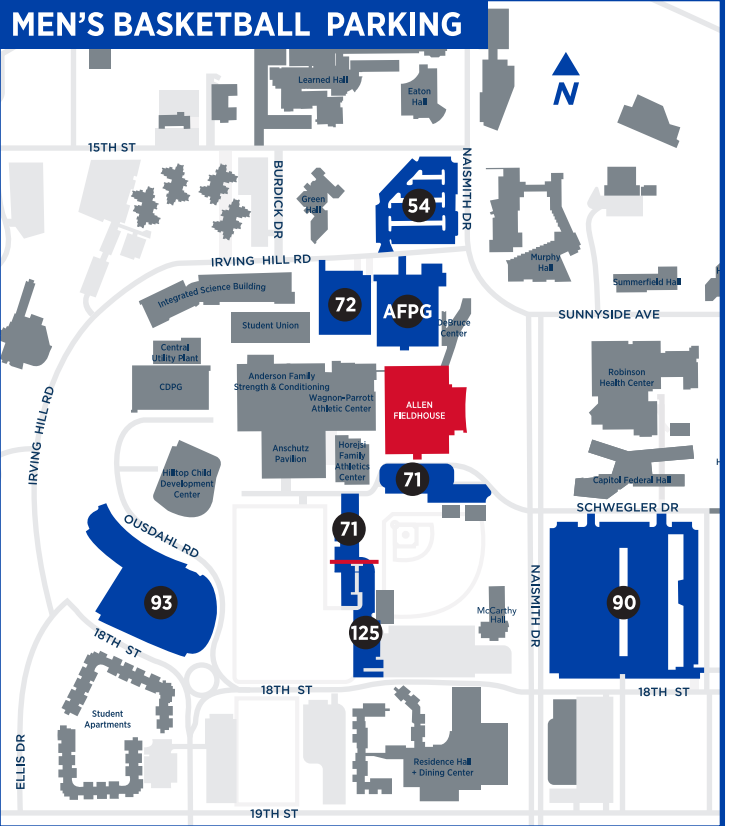 MEN'S BASKETBALL PARKING
N
Learned Hall
Eaton
Hall
15TH ST
BURDICK DR
NAISMITH DR
Green
Hall
54
Murphy
Hall
IRVING HILL RD
Integrated Science Building
72
AFPG
Summerfield Hall
H
SUNNYSIDE AVE
Student Union
DeBruce
Center
Central
Utility Plant
CDPG
Anderson Family
Strength & Conditioning
Wagnon-Parrott
Athletic Center
ALLEN
FIELDHOUSE
Robinson
Health Center
IRVING HILL RD
Anschutz
Pavilion
Horejsi
Family
Athletics
Center
H
Hilltop Child
Development
Center
71
Capitol Federal Hall
SCHWEGLER DR
OUSDAHL RD
71
NAISMITH DR
93
90
McCarthy
Hall
125
18TH ST
18TH ST
18TH ST
Student
Apartments
ELLIS DR
Residence Hall
+ Dining Center
19TH ST